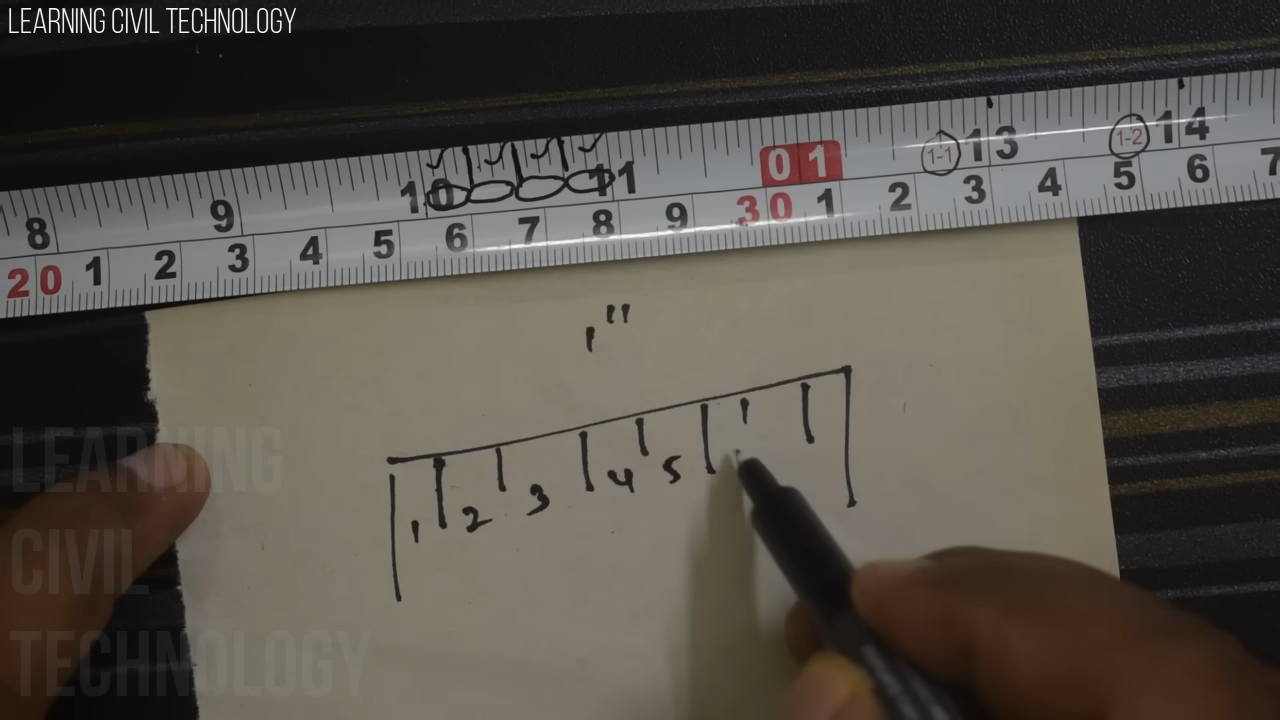 LEARNING CIVIL TECHNOLOGY
8 9 10 11 01 1-1 13 1-2 14
20 1 2 3 4 5 6 7 8 9 30 1 2 3 4 5 6 7
1"
1 2 3 4 5
LEARNING
CIVIL
TECHNOLOGY